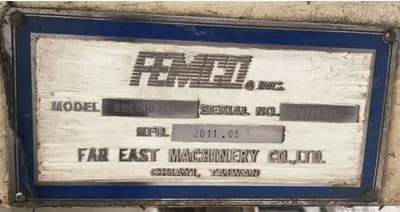 FEMCO ® INC.
MODEL SERIAL NO.
MFD. 2011.05
FAR EAST MACHINERY CO., LTD.
CHIAYI, TAIWAN